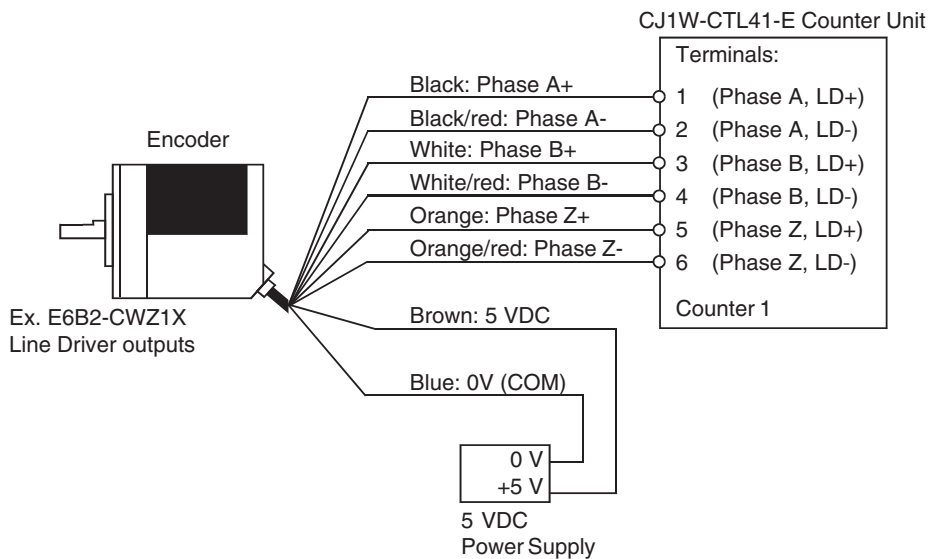 CJ1W-CTL41-E Counter Unit
Terminals:
Black: Phase A+
1 (Phase A, LD+)
Black/red: Phase A-
2 (Phase A, LD-)
Encoder
White: Phase B+
3 (Phase B, LD+)
White/red: Phase B-
4 (Phase B, LD-)
Orange: Phase Z+
5 (Phase Z, LD+)
Orange/red: Phase Z-
6 (Phase Z, LD-)
Ex. E6B2-CWZ1X
Line Driver outputs
Brown: 5 VDC
Counter 1
Blue: 0V (COM)
0 V
+5 V
5 VDC
Power Supply